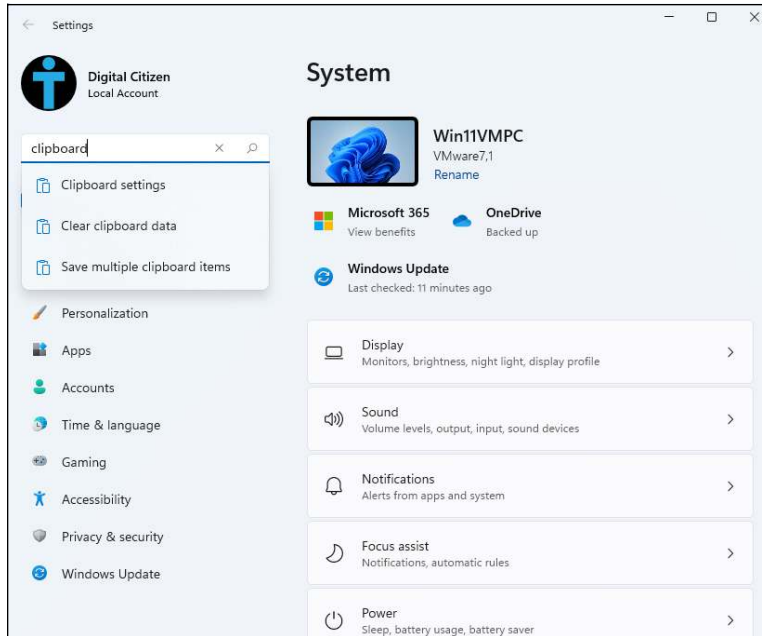 Settings
Digital Citizen
Local Account
clipboard
Clipboard settings
Clear clipboard data
Save multiple clipboard items
Personalization
Apps
Accounts
Time & language
Gaming
Accessibility
Privacy & security
Windows Update
System
Win11VMPC
VMware7,1
Rename
Microsoft 365
View benefits
OneDrive
Backed up
Windows Update
Last checked: 11 minutes ago
Display
Monitors, brightness, night light, display profile
Sound
Volume levels, output, input, sound devices
Notifications
Alerts from apps and system
Focus assist
Notifications, automatic rules
Power
Sleep, battery usage, battery saver